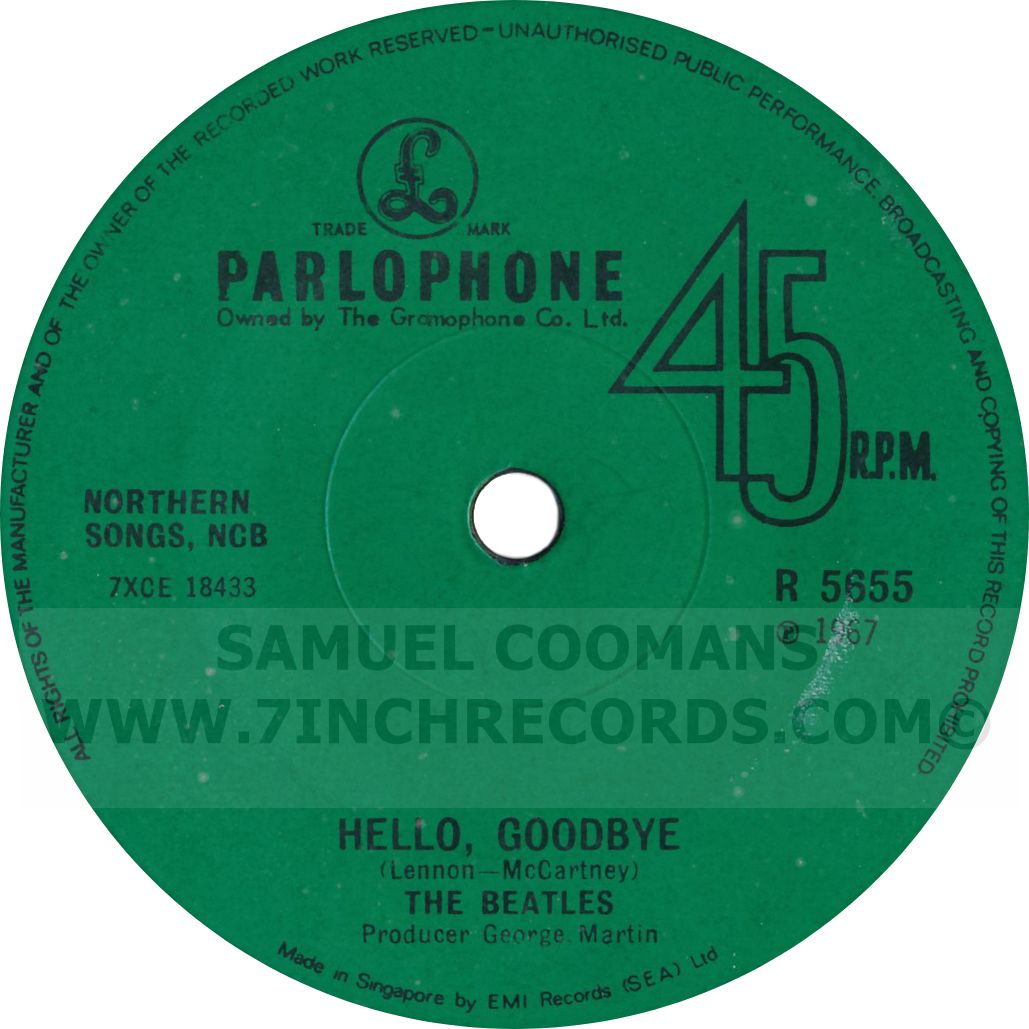 ALL RIGHTS OF THE MANUFACTURER AND OF THE OWNER OF THE RECORDED WORK RESERVED-UNAUTHORISED PUBLIC PERFORMANCE, BROADCASTING AND COPYING OF THIS RECORD PROHIBITED
£
TRADE MARK
PARLOPHONE
Owned by The Gramophone Co. Ltd.
45
R.P.M.
NORTHERN
SONGS, NCB
7XCE 18433
R 5655
℗ 1967
SAMUEL COOMANS
WWW.7INCHRECORDS.COM©
HELLO, GOODBYE
(Lennon—McCartney)
THE BEATLES
Producer George Martin
Made in Singapore by EMI Records (SEA) Ltd